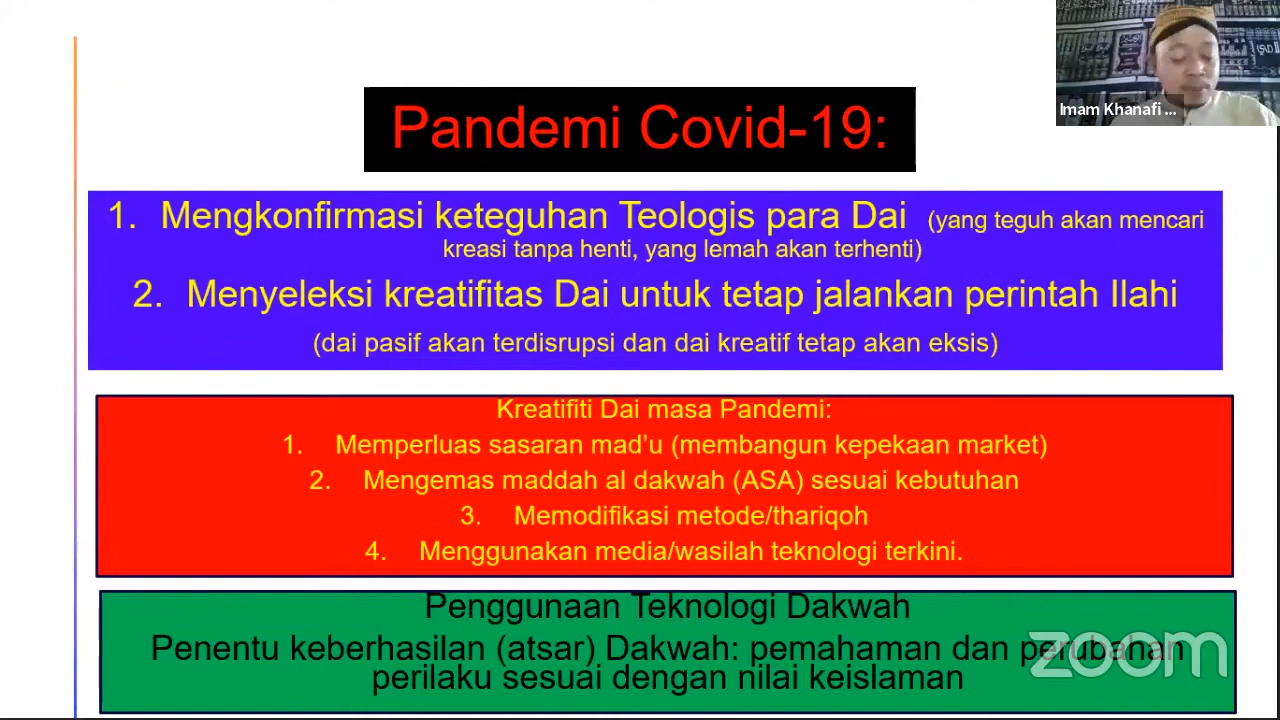 Imam Khanafi ...
Pandemi Covid-19:
1. Mengkonfirmasi keteguhan Teologis para Dai (yang teguh akan mencari
kreasi tanpa henti, yang lemah akan terhenti)
2. Menyeleksi kreatifitas Dai untuk tetap jalankan perintah Ilahi
(dai pasif akan terdisrupsi dan dai kreatif tetap akan eksis)
Kreatifiti Dai masa Pandemi:
1. Memperluas sasaran mad’u (membangun kepekaan market)
2. Mengemas maddah al dakwah (ASA) sesuai kebutuhan
3. Memodifikasi metode/thariqoh
4. Menggunakan media/wasilah teknologi terkini.
Penggunaan Teknologi Dakwah
Penentu keberhasilan (atsar) Dakwah: pemahaman dan perubahan
perilaku sesuai dengan nilai keislaman
zoom